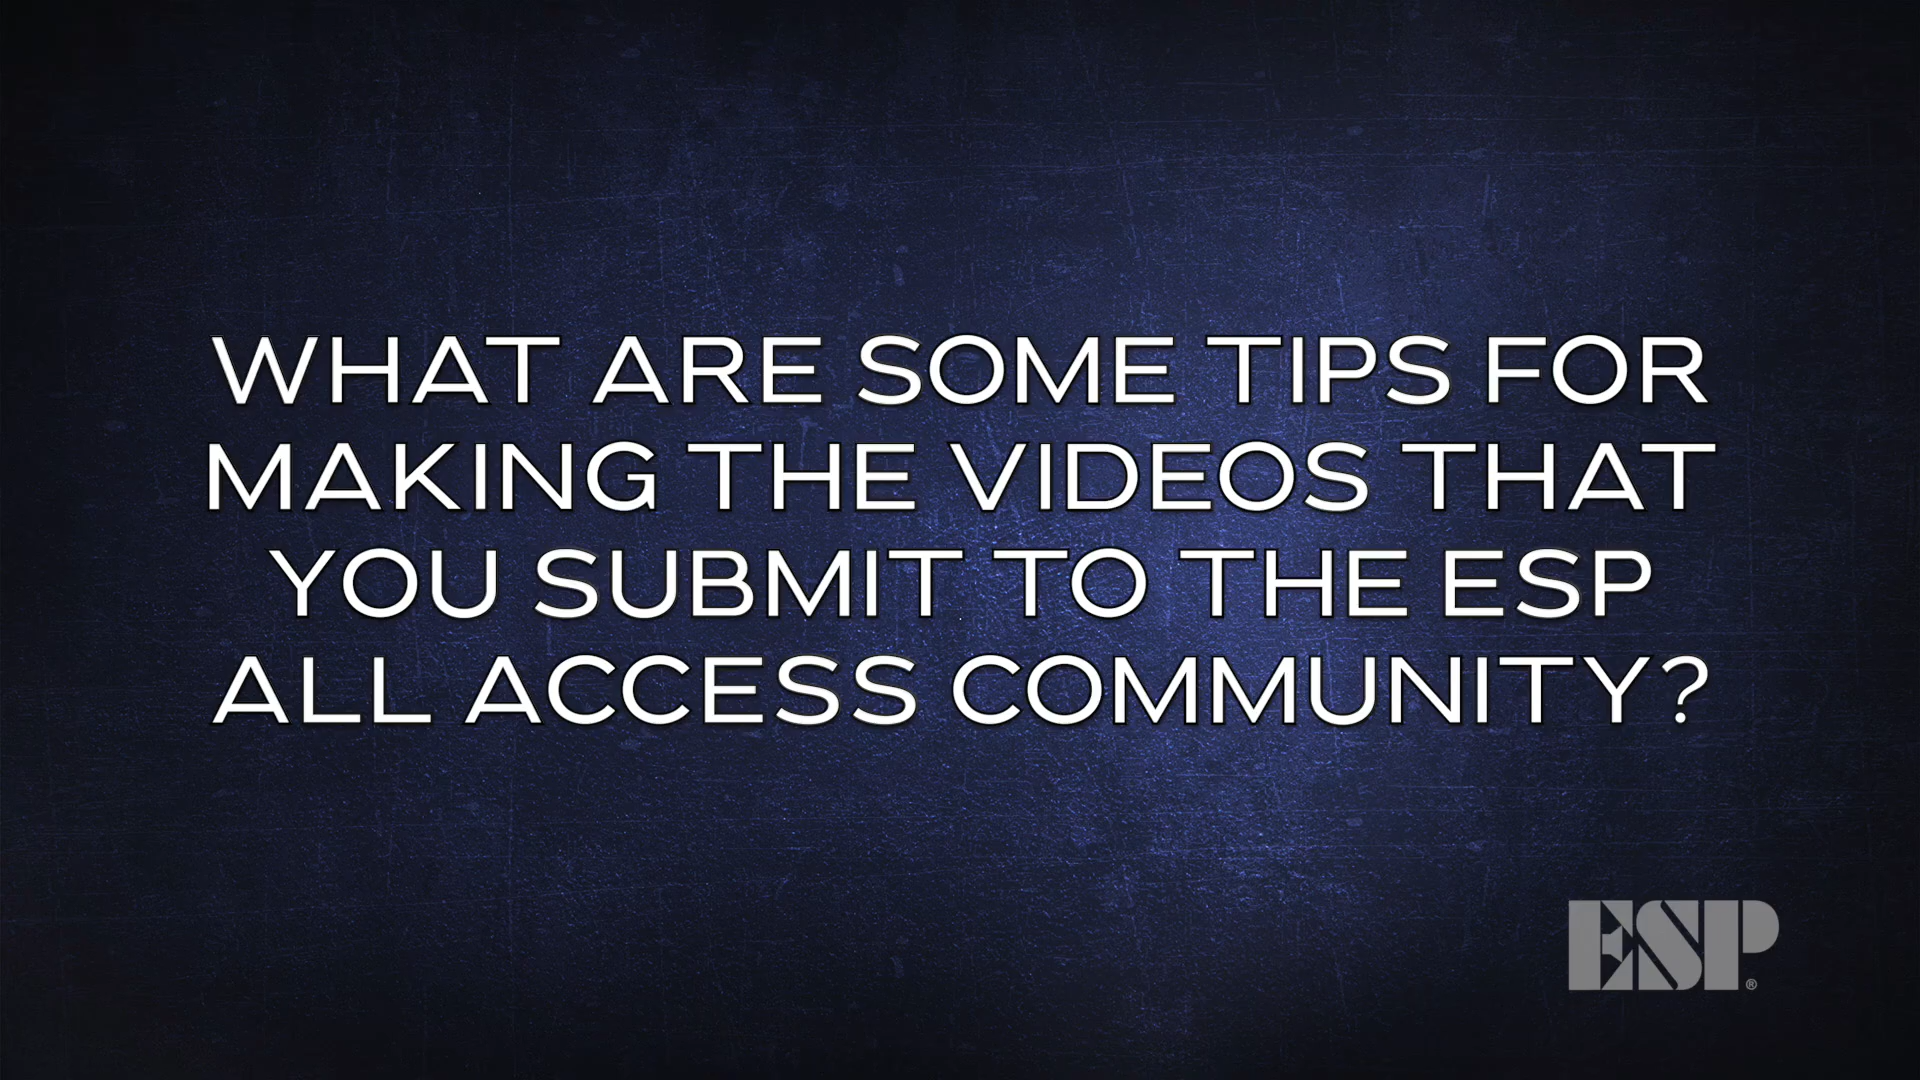 WHAT ARE SOME TIPS FOR
MAKING THE VIDEOS THAT
YOU SUBMIT TO THE ESP
ALL ACCESS COMMUNITY?
ESP®